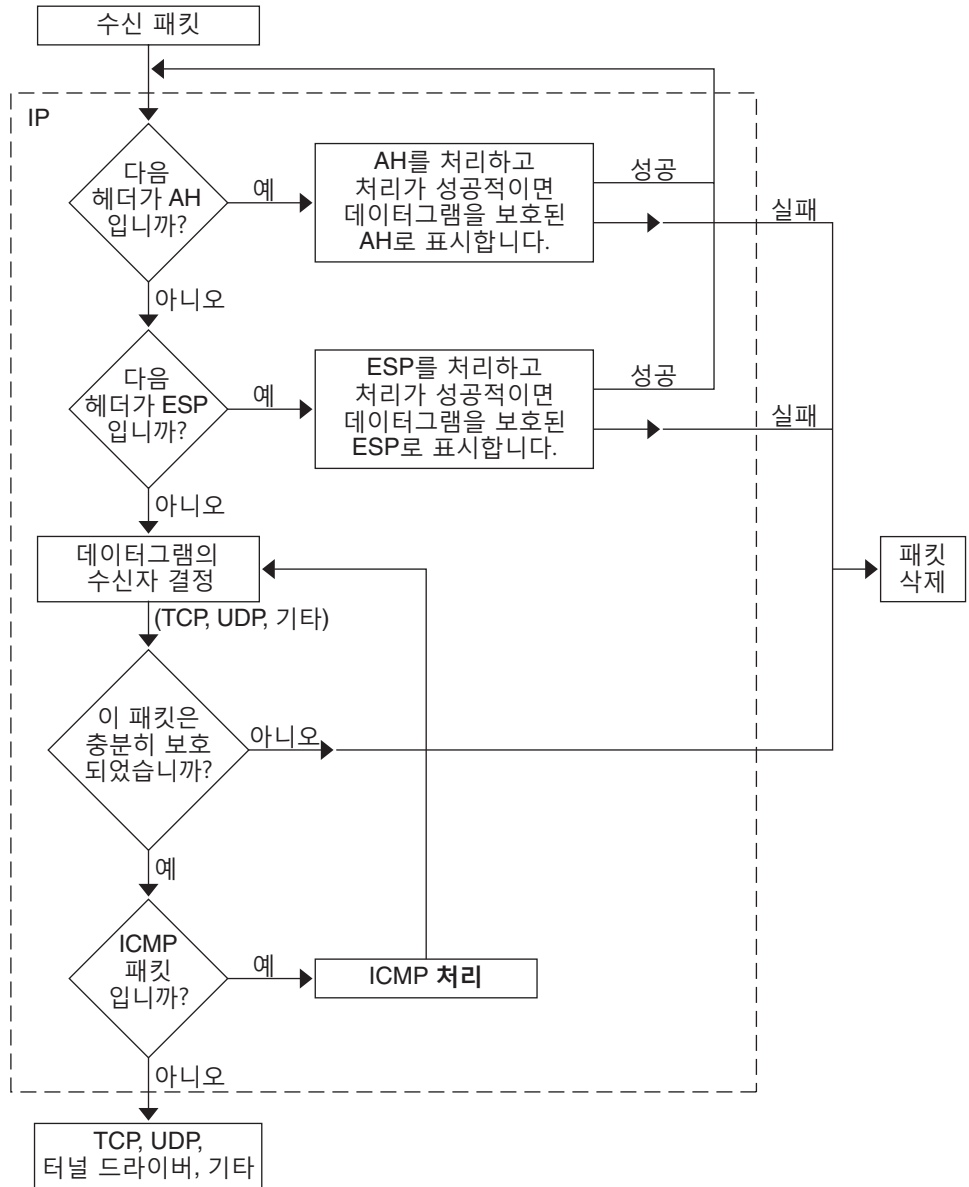 수신 패킷
IP
다음
헤더가 AH
입니까?
예
AH를 처리하고
처리가 성공적이면
데이터그램을 보호된
AH로 표시합니다.
성공
실패
아니오
다음
헤더가 ESP
입니까?
예
ESP를 처리하고
처리가 성공적이면
데이터그램을 보호된
ESP로 표시합니다.
성공
실패
아니오
데이터그램의
수신자 결정
패킷
삭제
(TCP, UDP, 기타)
이 패킷은
충분히 보호
되었습니까?
아니오
예
ICMP
패킷
입니까?
예
ICMP 처리
아니오
TCP, UDP,
터널 드라이버, 기타